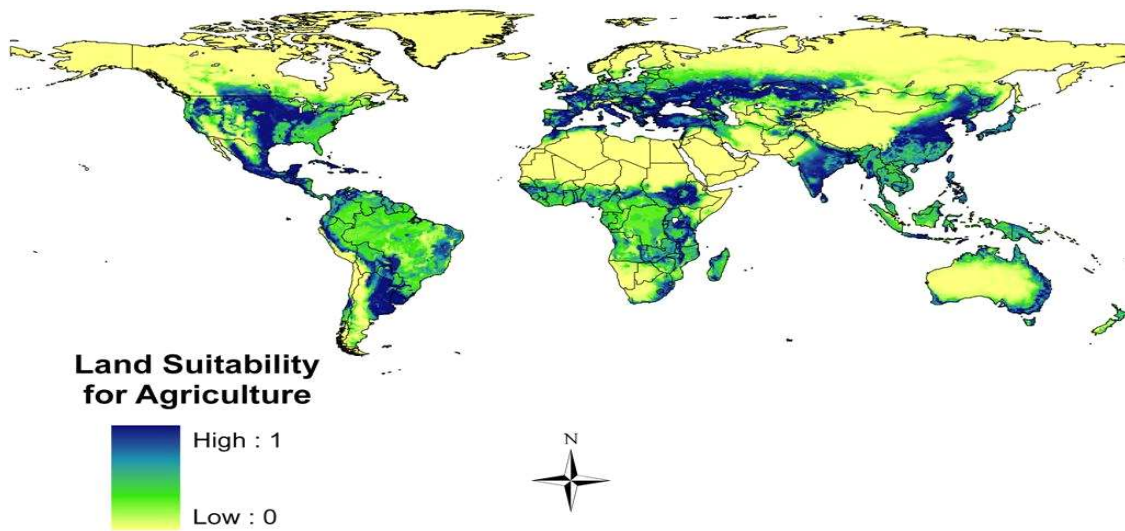 Land Suitability
for Agriculture
High : 1
Low : 0
N